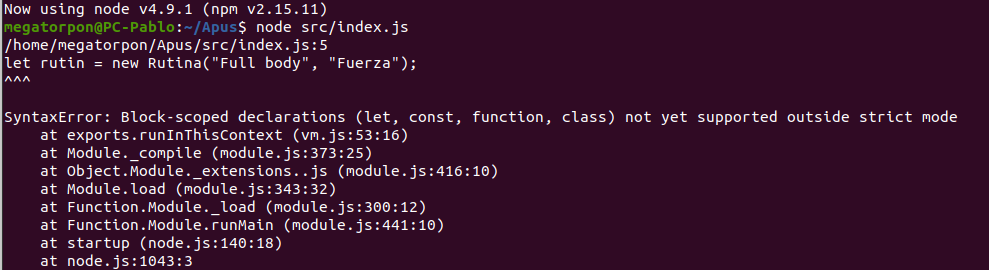 Now using node v4.9.1 (npm v2.15.11)
megatorpon@PC-Pablo:~/Apus$ node src/index.js
/home/megatorpon/Apus/src/index.js:5
let rutin = new Rutina("Full body", "Fuerza");
^^^
SyntaxError: Block-scoped declarations (let, const, function, class) not yet supported outside strict mode
    at exports.runInThisContext (vm.js:53:16)
    at Module._compile (module.js:373:25)
    at Object.Module._extensions..js (module.js:416:10)
    at Module.load (module.js:343:32)
    at Function.Module._load (module.js:300:12)
    at Function.Module.runMain (module.js:441:10)
    at startup (node.js:140:18)
    at node.js:1043:3